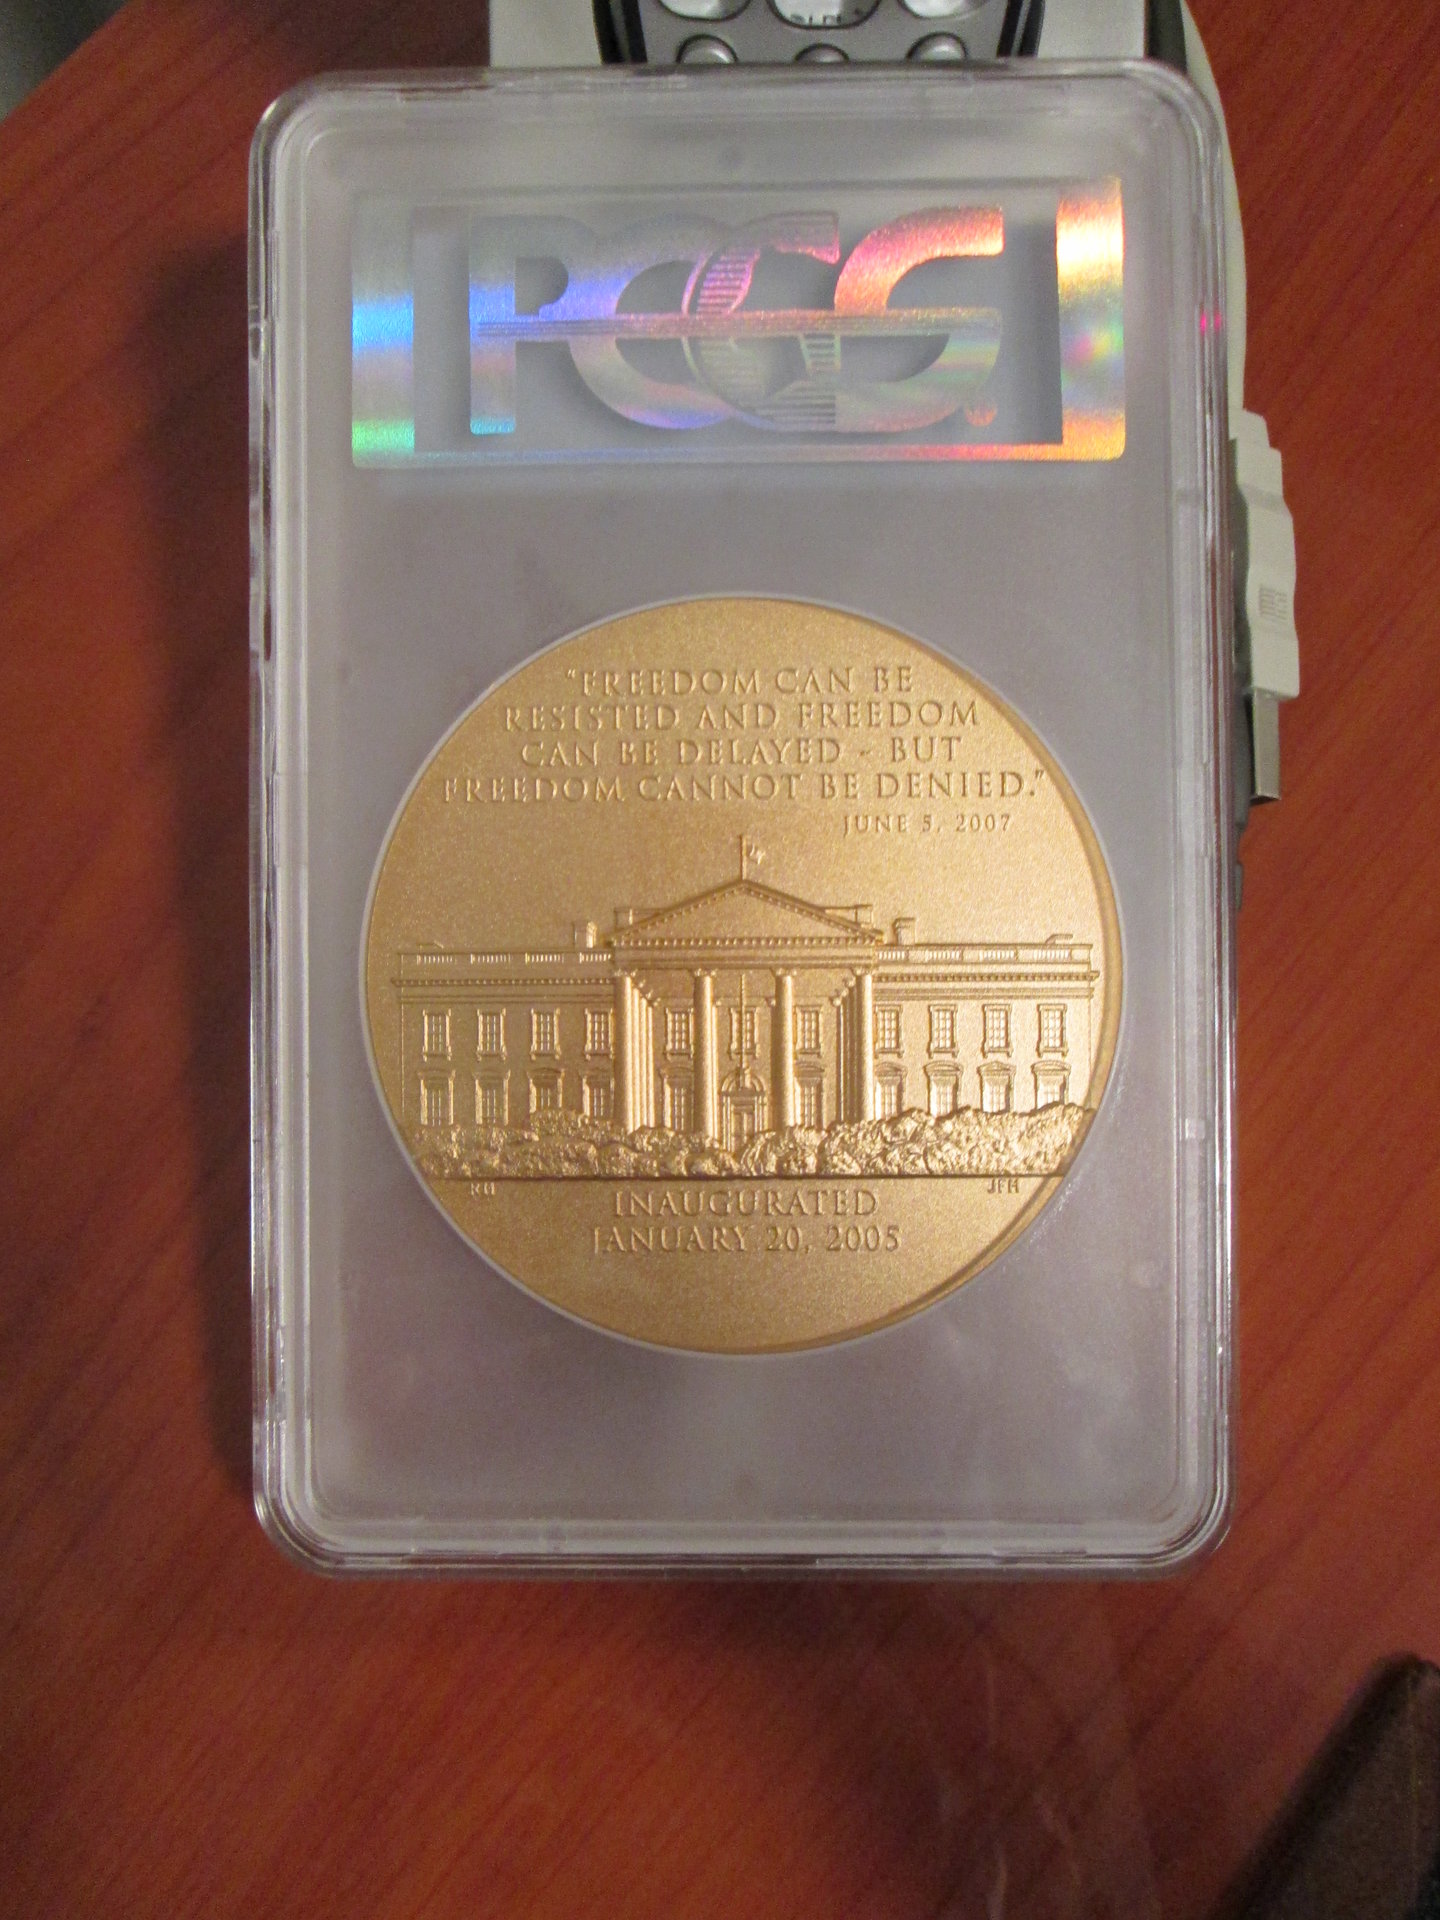 PCGS
"FREEDOM CAN BE
RESISTED AND FREEDOM
CAN BE DELAYED - BUT
FREEDOM CANNOT BE DENIED."
JUNE 5, 2007
JFM
INAUGURATED
JANUARY 20, 2005